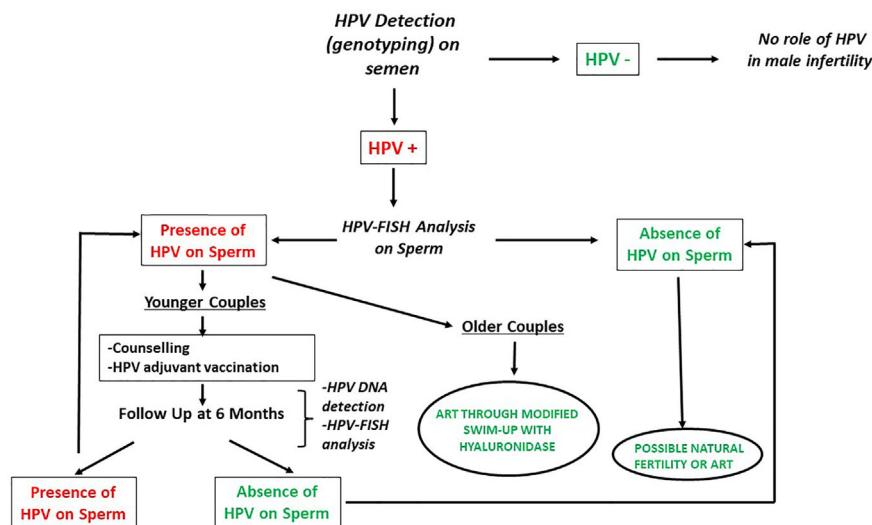 HPV Detection
(genotyping) on
semen
HPV -
No role of HPV
in male infertility
HPV +
HPV-FISH Analysis
on Sperm
Presence of
HPV on Sperm
Absence of
HPV on Sperm
Younger Couples
Older Couples
-Counselling
-HPV adjuvant vaccination
Follow Up at 6 Months
-HPV DNA
detection
-HPV-FISH
analysis
ART THROUGH MODIFIED
SWIM-UP WITH
HYALURONIDASE
POSSIBLE NATURAL
FERTILITY OR ART
Presence of
HPV on Sperm
Absence of
HPV on Sperm